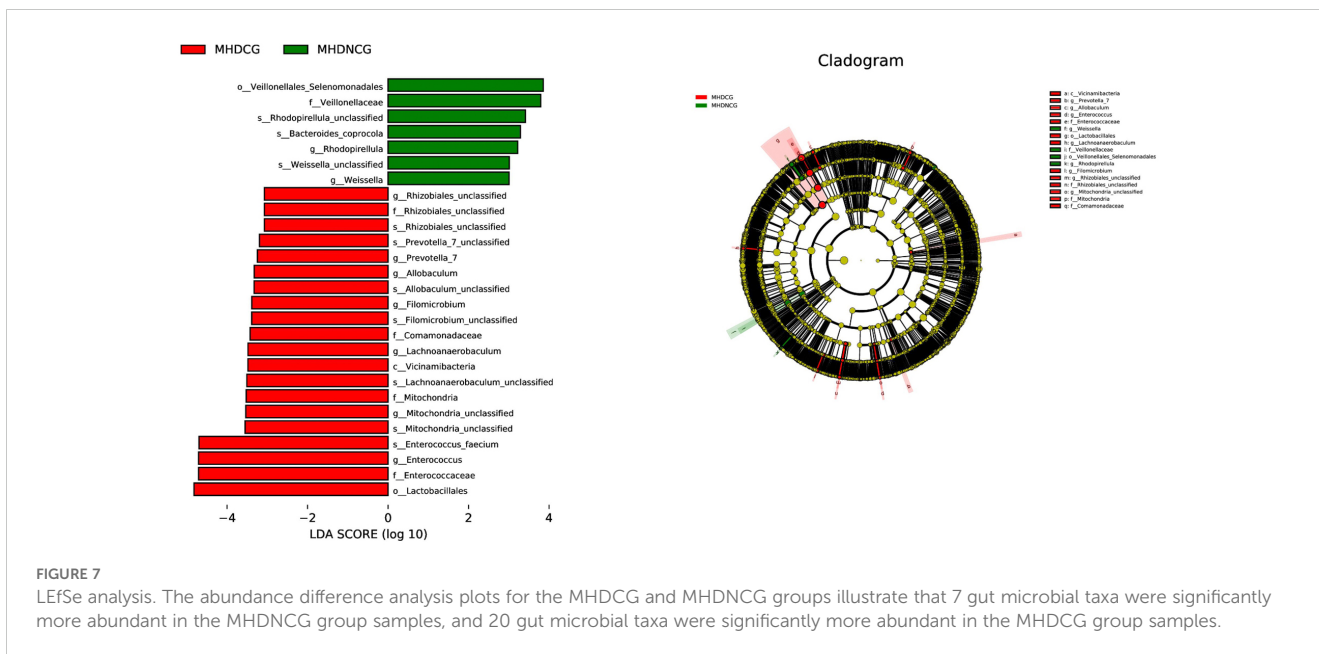 MHDCG MHDNCG
o__Veillonellales_Selenomonadales
f__Veillonellaceae
s__Rhodopirellula_unclassified
s__Bacteroides_coprocola
g__Rhodopirellula
s__Weissella_unclassified
g__Weissella
g__Rhizobiales_unclassified
f__Rhizobiales_unclassified
s__Rhizobiales_unclassified
s__Prevotella_7_unclassified
g__Prevotella_7
g__Allobaculum
s__Allobaculum_unclassified
g__Filomicrobium
s__Filomicrobium_unclassified
f__Comamonadaceae
g__Lachnoanaerobaculum
c__Vicinamibacteria
s__Lachnoanaerobaculum_unclassified
f__Mitochondria
g__Mitochondria_unclassified
s__Mitochondria_unclassified
s__Enterococcus_faecium
g__Enterococcus
f__Enterococcaceae
o__Lactobacillales
−4 −2 0 2 4
LDA SCORE (log 10)
Cladogram
MHDCG
MHDNCG
a: c__Vicinamibacteria
b: g__Prevotella_7
c: g__Allobaculum
d: g__Enterococcus
e: f__Enterococcaceae
f: g__Weissella
g: o__Lactobacillales
h: g__Lachnoanaerobaculum
i: f__Veillonellaceae
j: o__Veillonellales_Selenomonadales
k: g__Rhodopirellula
l: g__Filomicrobium
m: g__Rhizobiales_unclassified
n: f__Rhizobiales_unclassified
o: g__Mitochondria_unclassified
p: f__Mitochondria
q: f__Comamonadaceae
FIGURE 7
LEfSe analysis. The abundance difference analysis plots for the MHDCG and MHDNCG groups illustrate that 7 gut microbial taxa were significantly
more abundant in the MHDNCG group samples, and 20 gut microbial taxa were significantly more abundant in the MHDCG group samples.